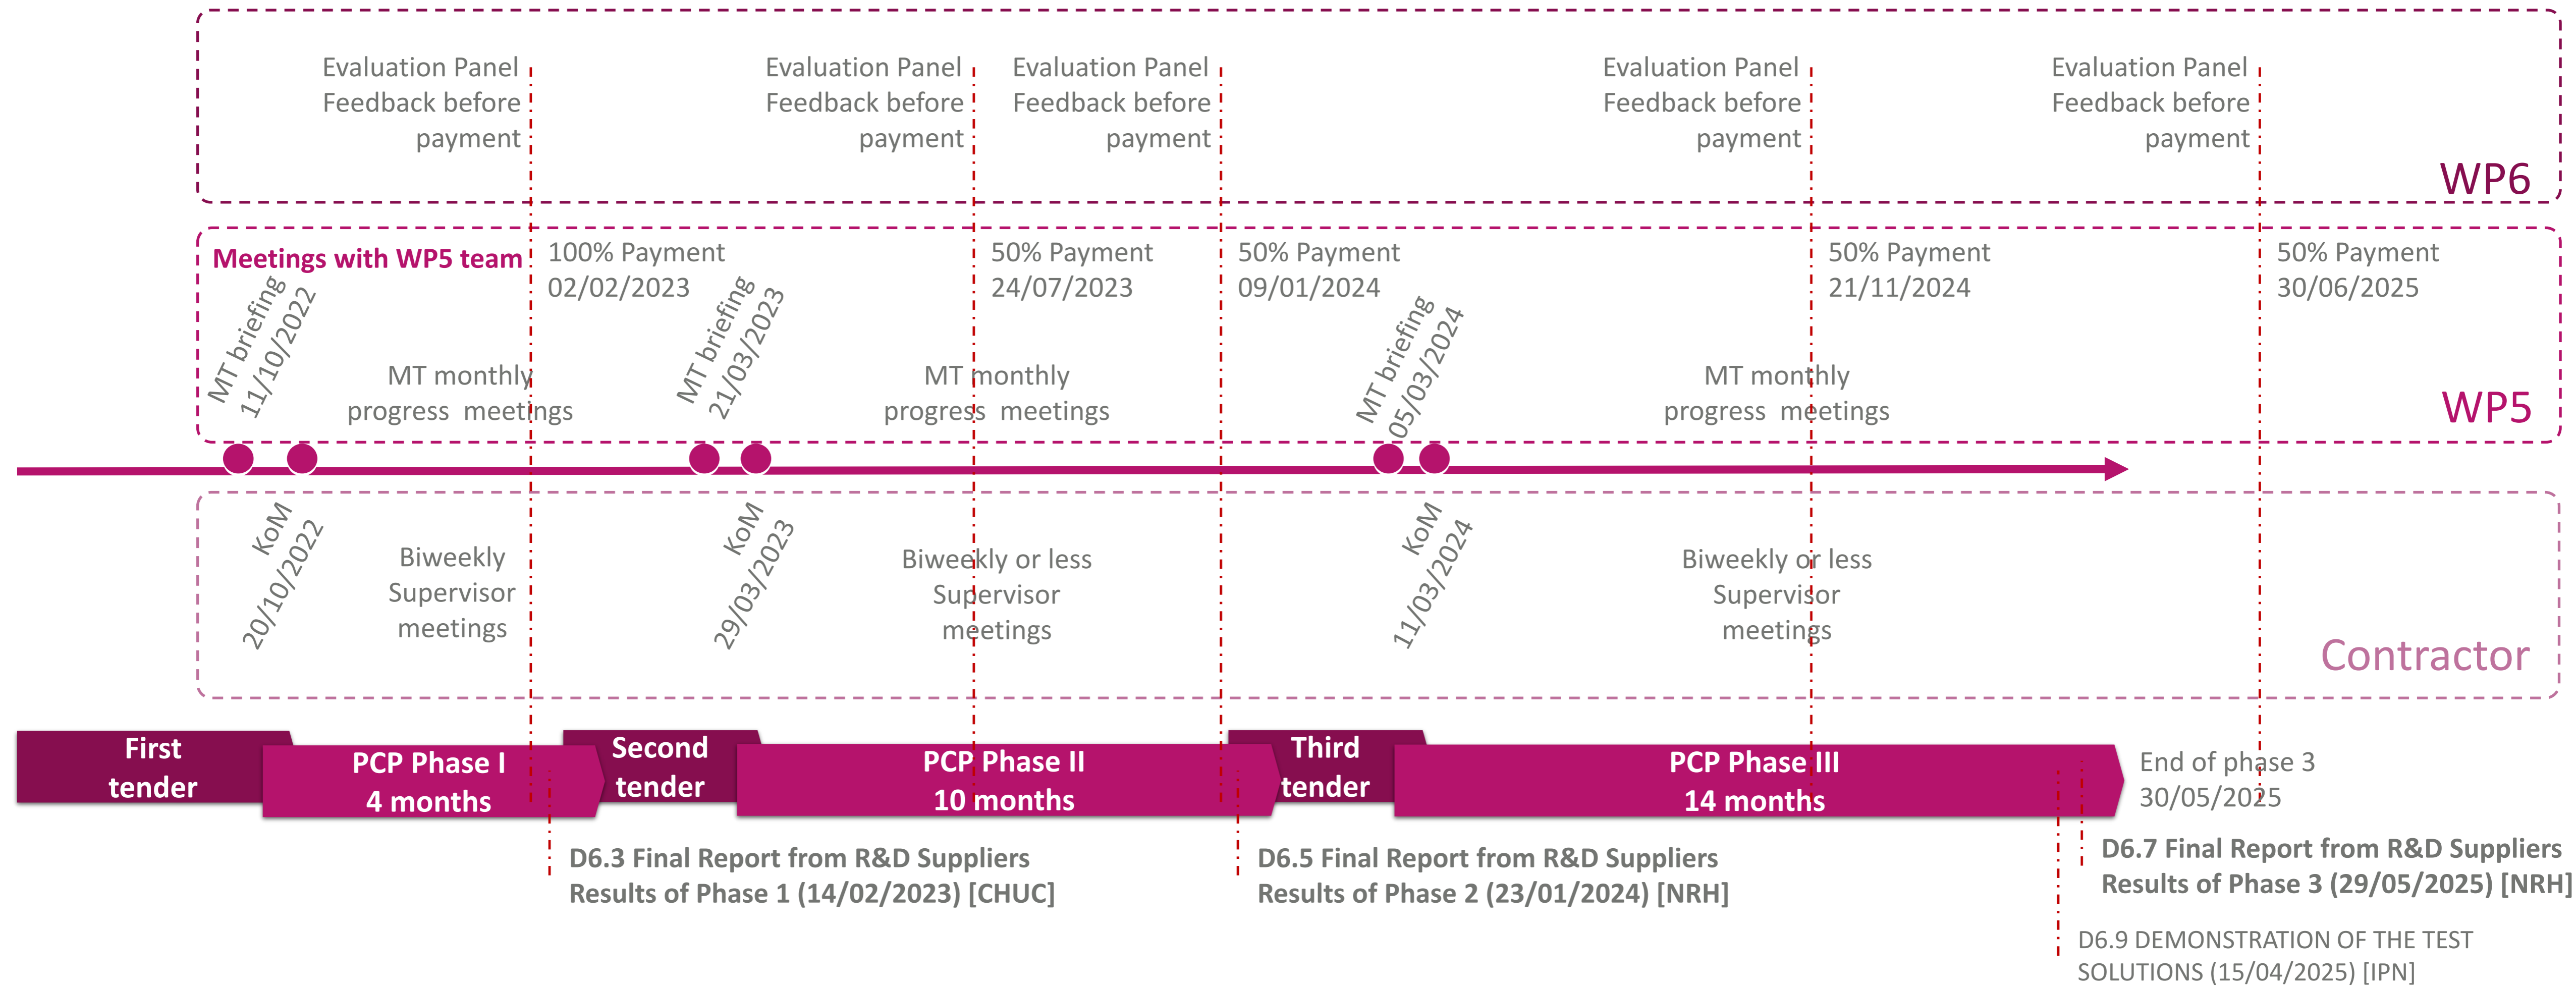 Evaluation Panel
Feedback before
payment
Evaluation Panel
Feedback before
payment
Evaluation Panel
Feedback before
payment
Evaluation Panel
Feedback before
payment
Evaluation Panel
Feedback before
payment
WP6
Meetings with WP5 team
100% Payment
02/02/2023
50% Payment
24/07/2023
50% Payment
09/01/2024
50% Payment
21/11/2024
50% Payment
30/06/2025
MT briefing
11/10/2022
MT monthly
progress meetings
MT briefing
21/03/2023
MT monthly
progress meetings
MT briefing
05/03/2024
MT monthly
progress meetings
WP5
KoM
20/10/2022
Biweekly
Supervisor
meetings
KoM
29/03/2023
Biweekly or less
Supervisor
meetings
KoM
11/03/2024
Biweekly or less
Supervisor
meetings
Contractor
First
tender
PCP Phase I
4 months
Second
tender
PCP Phase II
10 months
Third
tender
PCP Phase III
14 months
End of phase 3
30/05/2025
D6.3 Final Report from R&D Suppliers
Results of Phase 1 (14/02/2023) [CHUC]
D6.5 Final Report from R&D Suppliers
Results of Phase 2 (23/01/2024) [NRH]
D6.7 Final Report from R&D Suppliers
Results of Phase 3 (29/05/2025) [NRH]
D6.9 DEMONSTRATION OF THE TEST
SOLUTIONS (15/04/2025) [IPN]